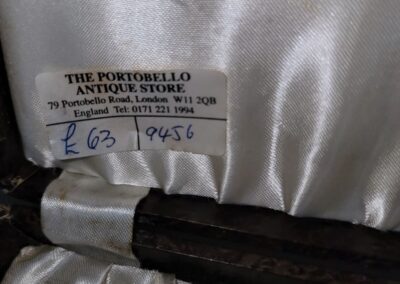 THE PORTOBELLO
ANTIQUE STORE
79 Portobello Road, London W11 2QB
England Tel: 0171 221 1994
£ 63 9456